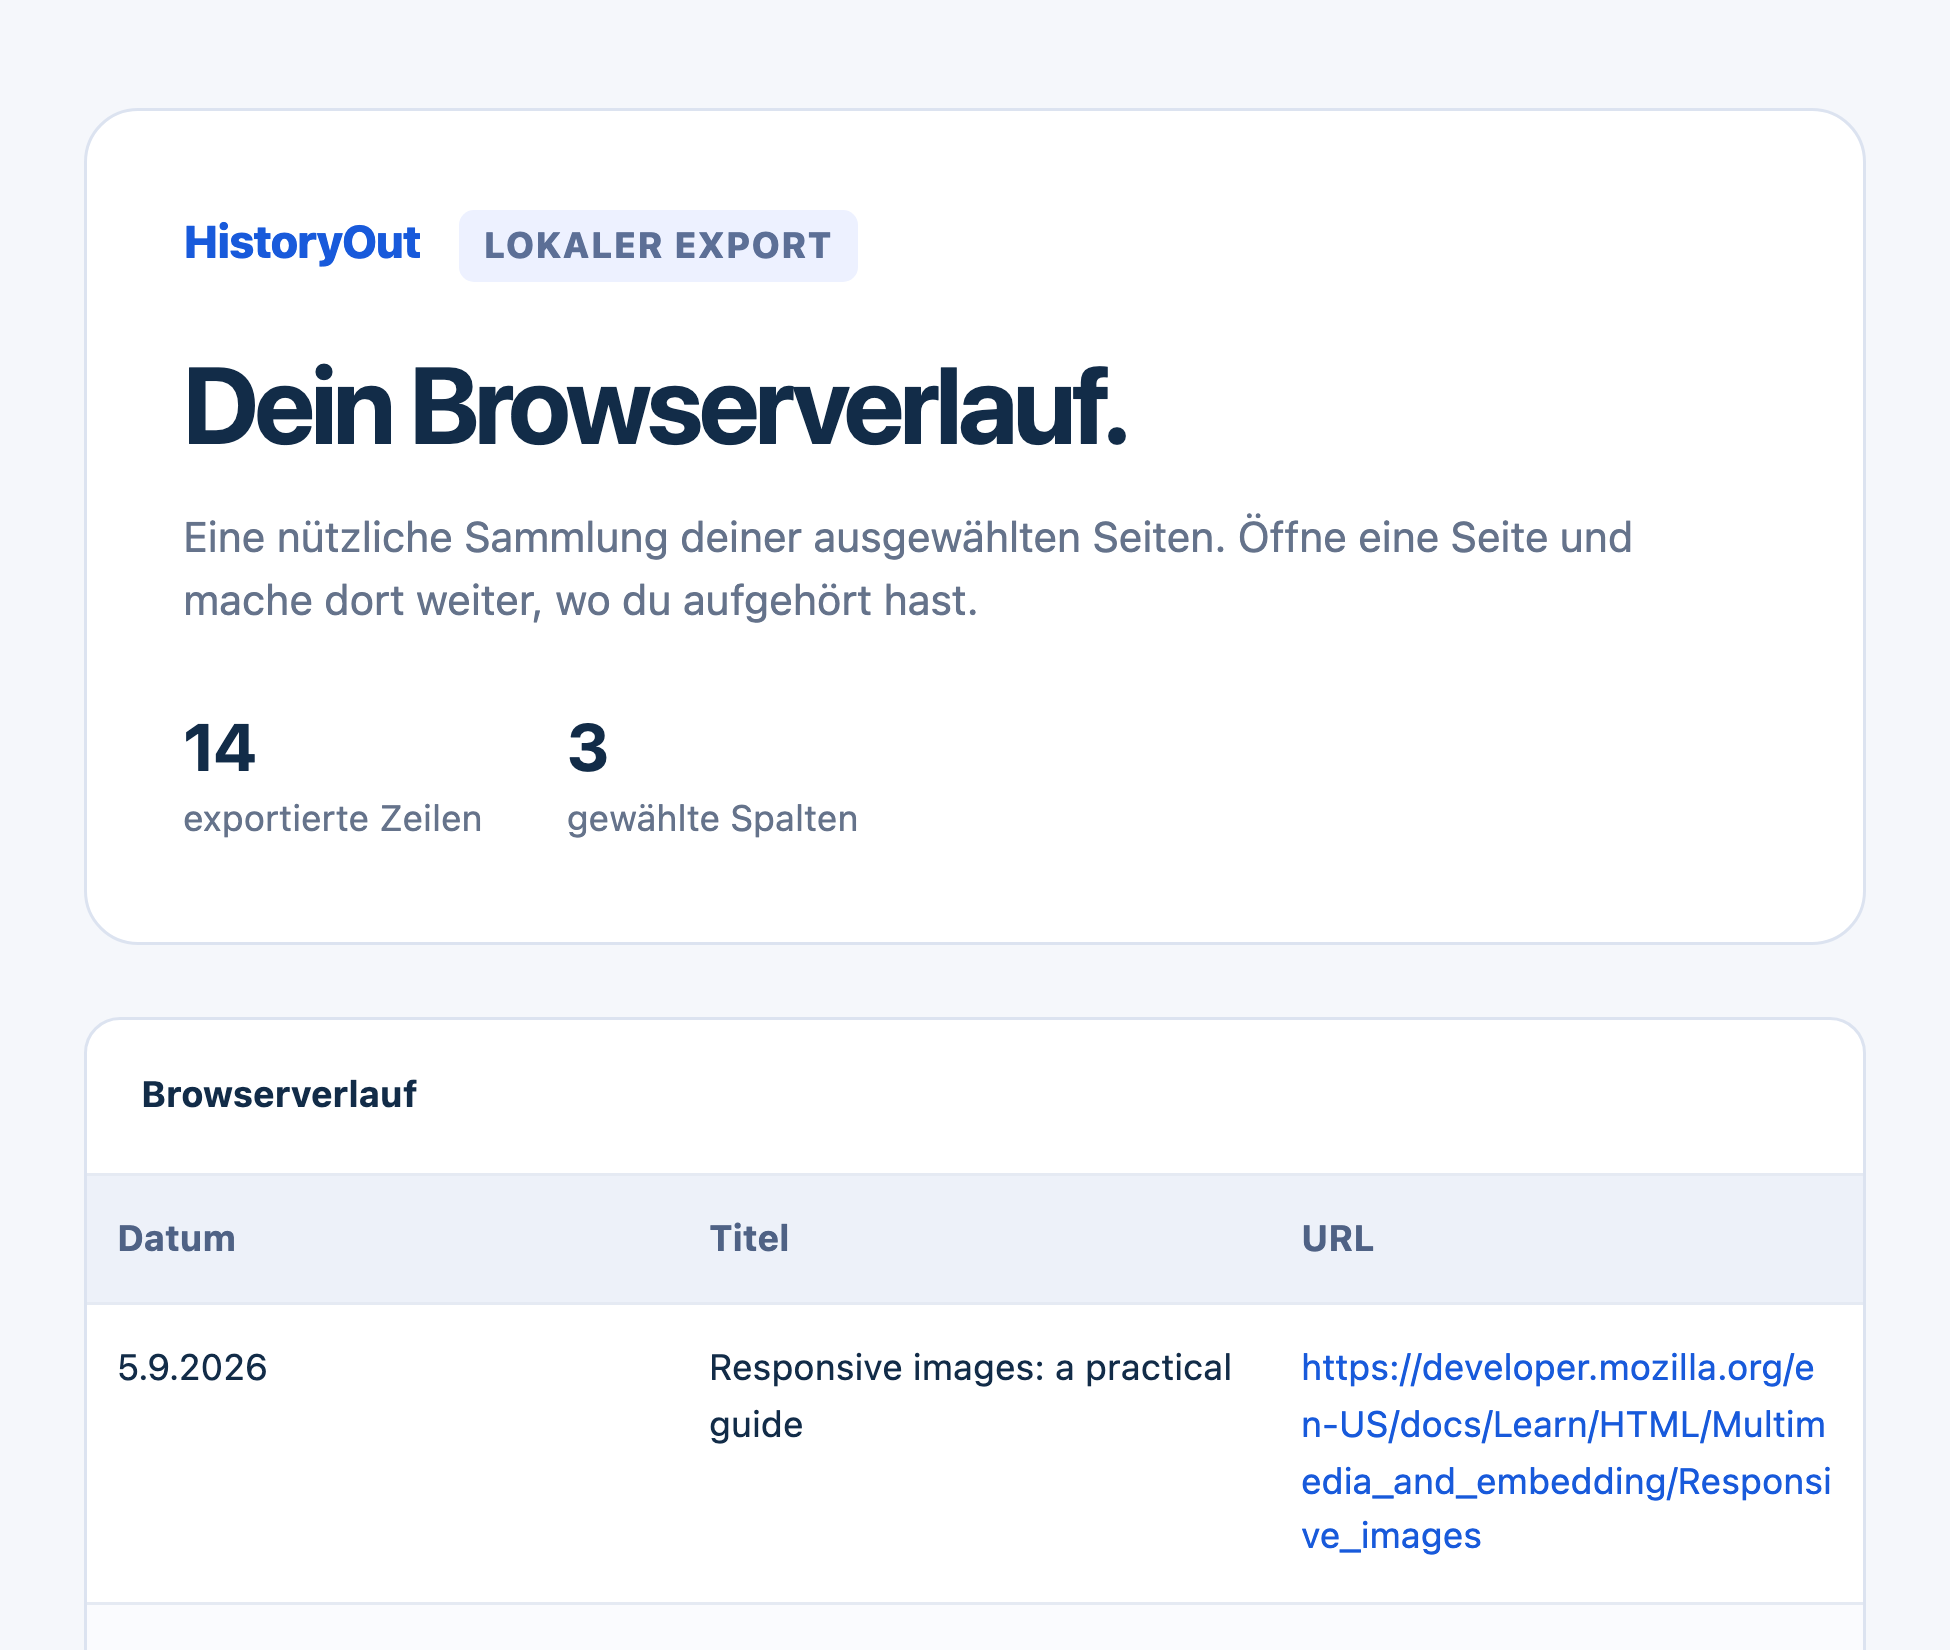 HistoryOut LOKALER EXPORT
Dein Browserverlauf.
Eine nützliche Sammlung deiner ausgewählten Seiten. Öffne eine Seite und
mache dort weiter, wo du aufgehört hast.
14 3
exportierte Zeilen gewählte Spalten
Browserverlauf
Datum Titel URL
5.9.2026 Responsive images: a practical https://developer.mozilla.org/e
guide n-US/docs/Learn/HTML/Multim
edia_and_embedding/Responsi
ve_images